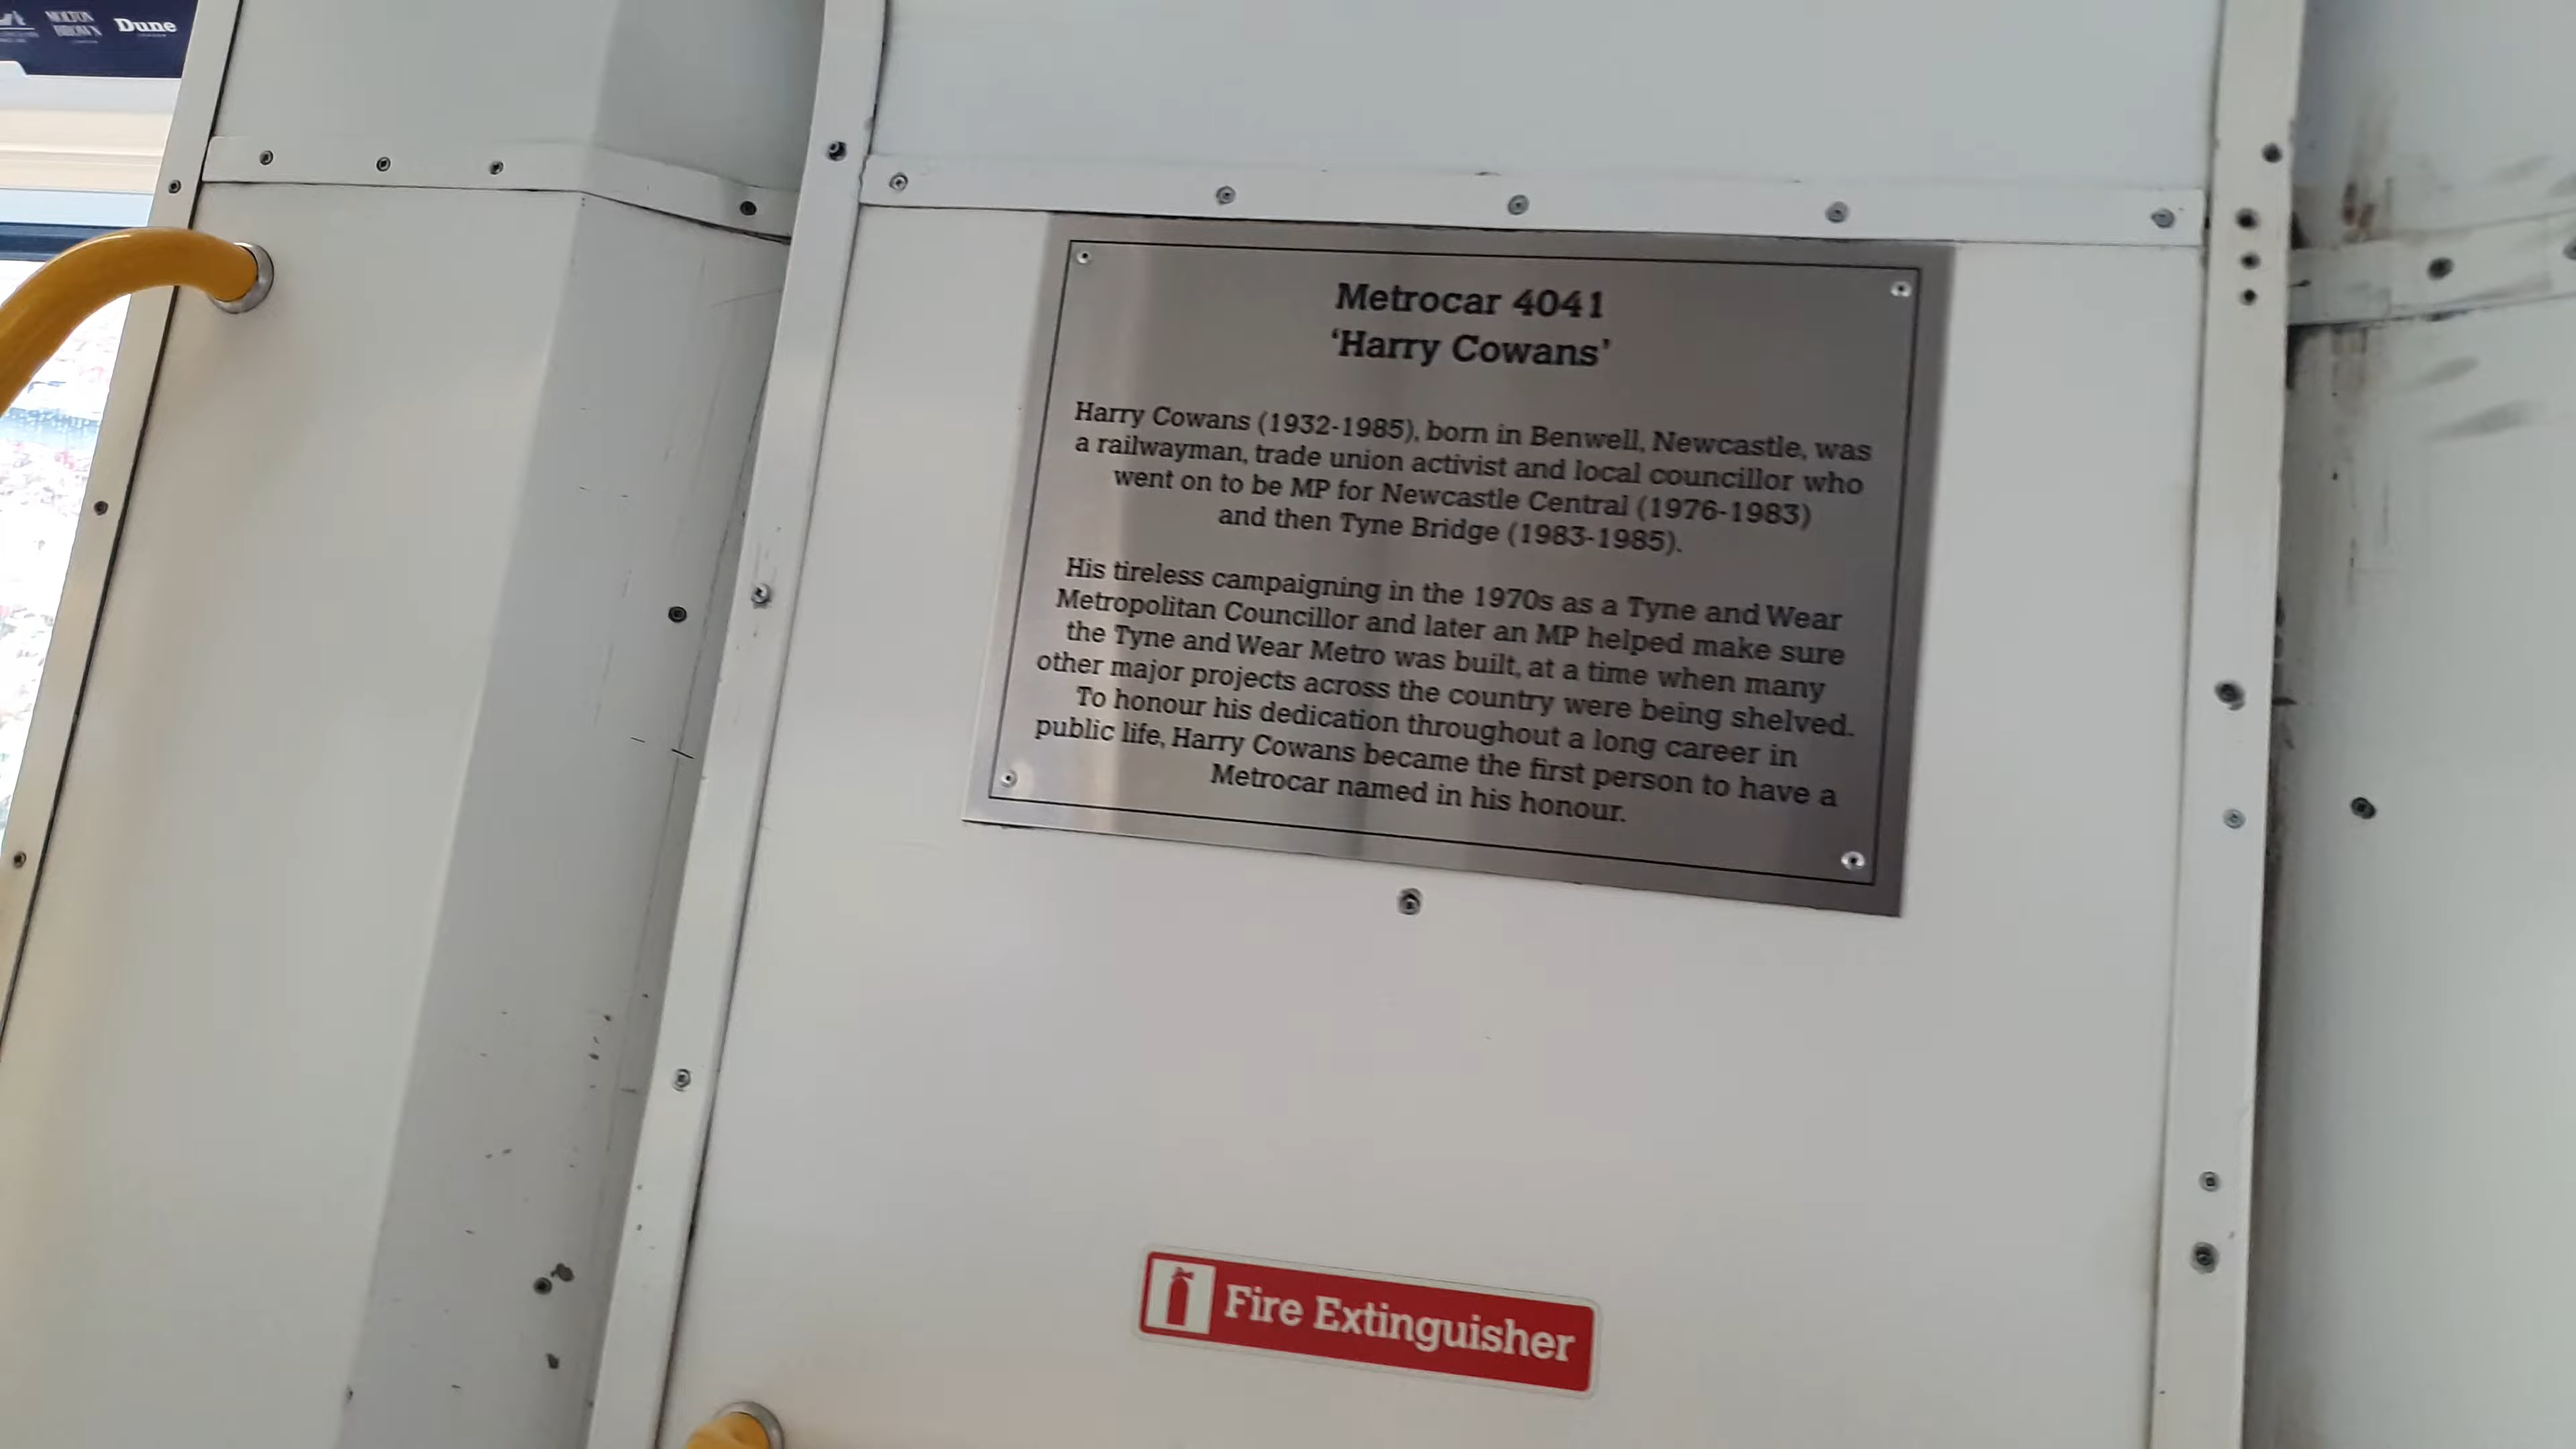 MOLTON
BROWN
Dune
Metrocar 4041
‘Harry Cowans’
Harry Cowans (1932-1985), born in Benwell, Newcastle, was
a railwayman, trade union activist and local councillor who
went on to be MP for Newcastle Central (1976-1983)
and then Tyne Bridge (1983-1985).
His tireless campaigning in the 1970s as a Tyne and Wear
Metropolitan Councillor and later an MP helped make sure
the Tyne and Wear Metro was built, at a time when many
other major projects across the country were being shelved.
To honour his dedication throughout a long career in
public life, Harry Cowans became the first person to have a
Metrocar named in his honour.
Fire Extinguisher